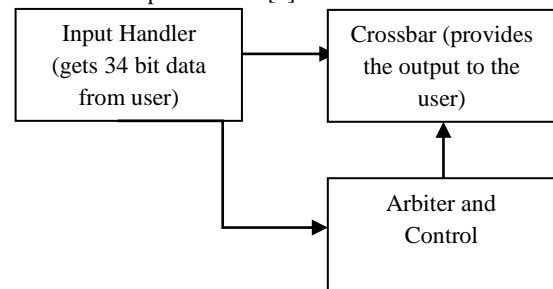 Input Handler
(gets 34 bit data
from user)
Crossbar (provides
the output to the
user)
Arbiter and
Control